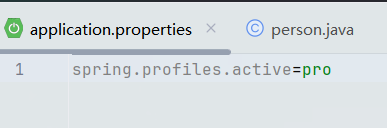 application.properties × © person.java
1 spring.profiles.active=pro